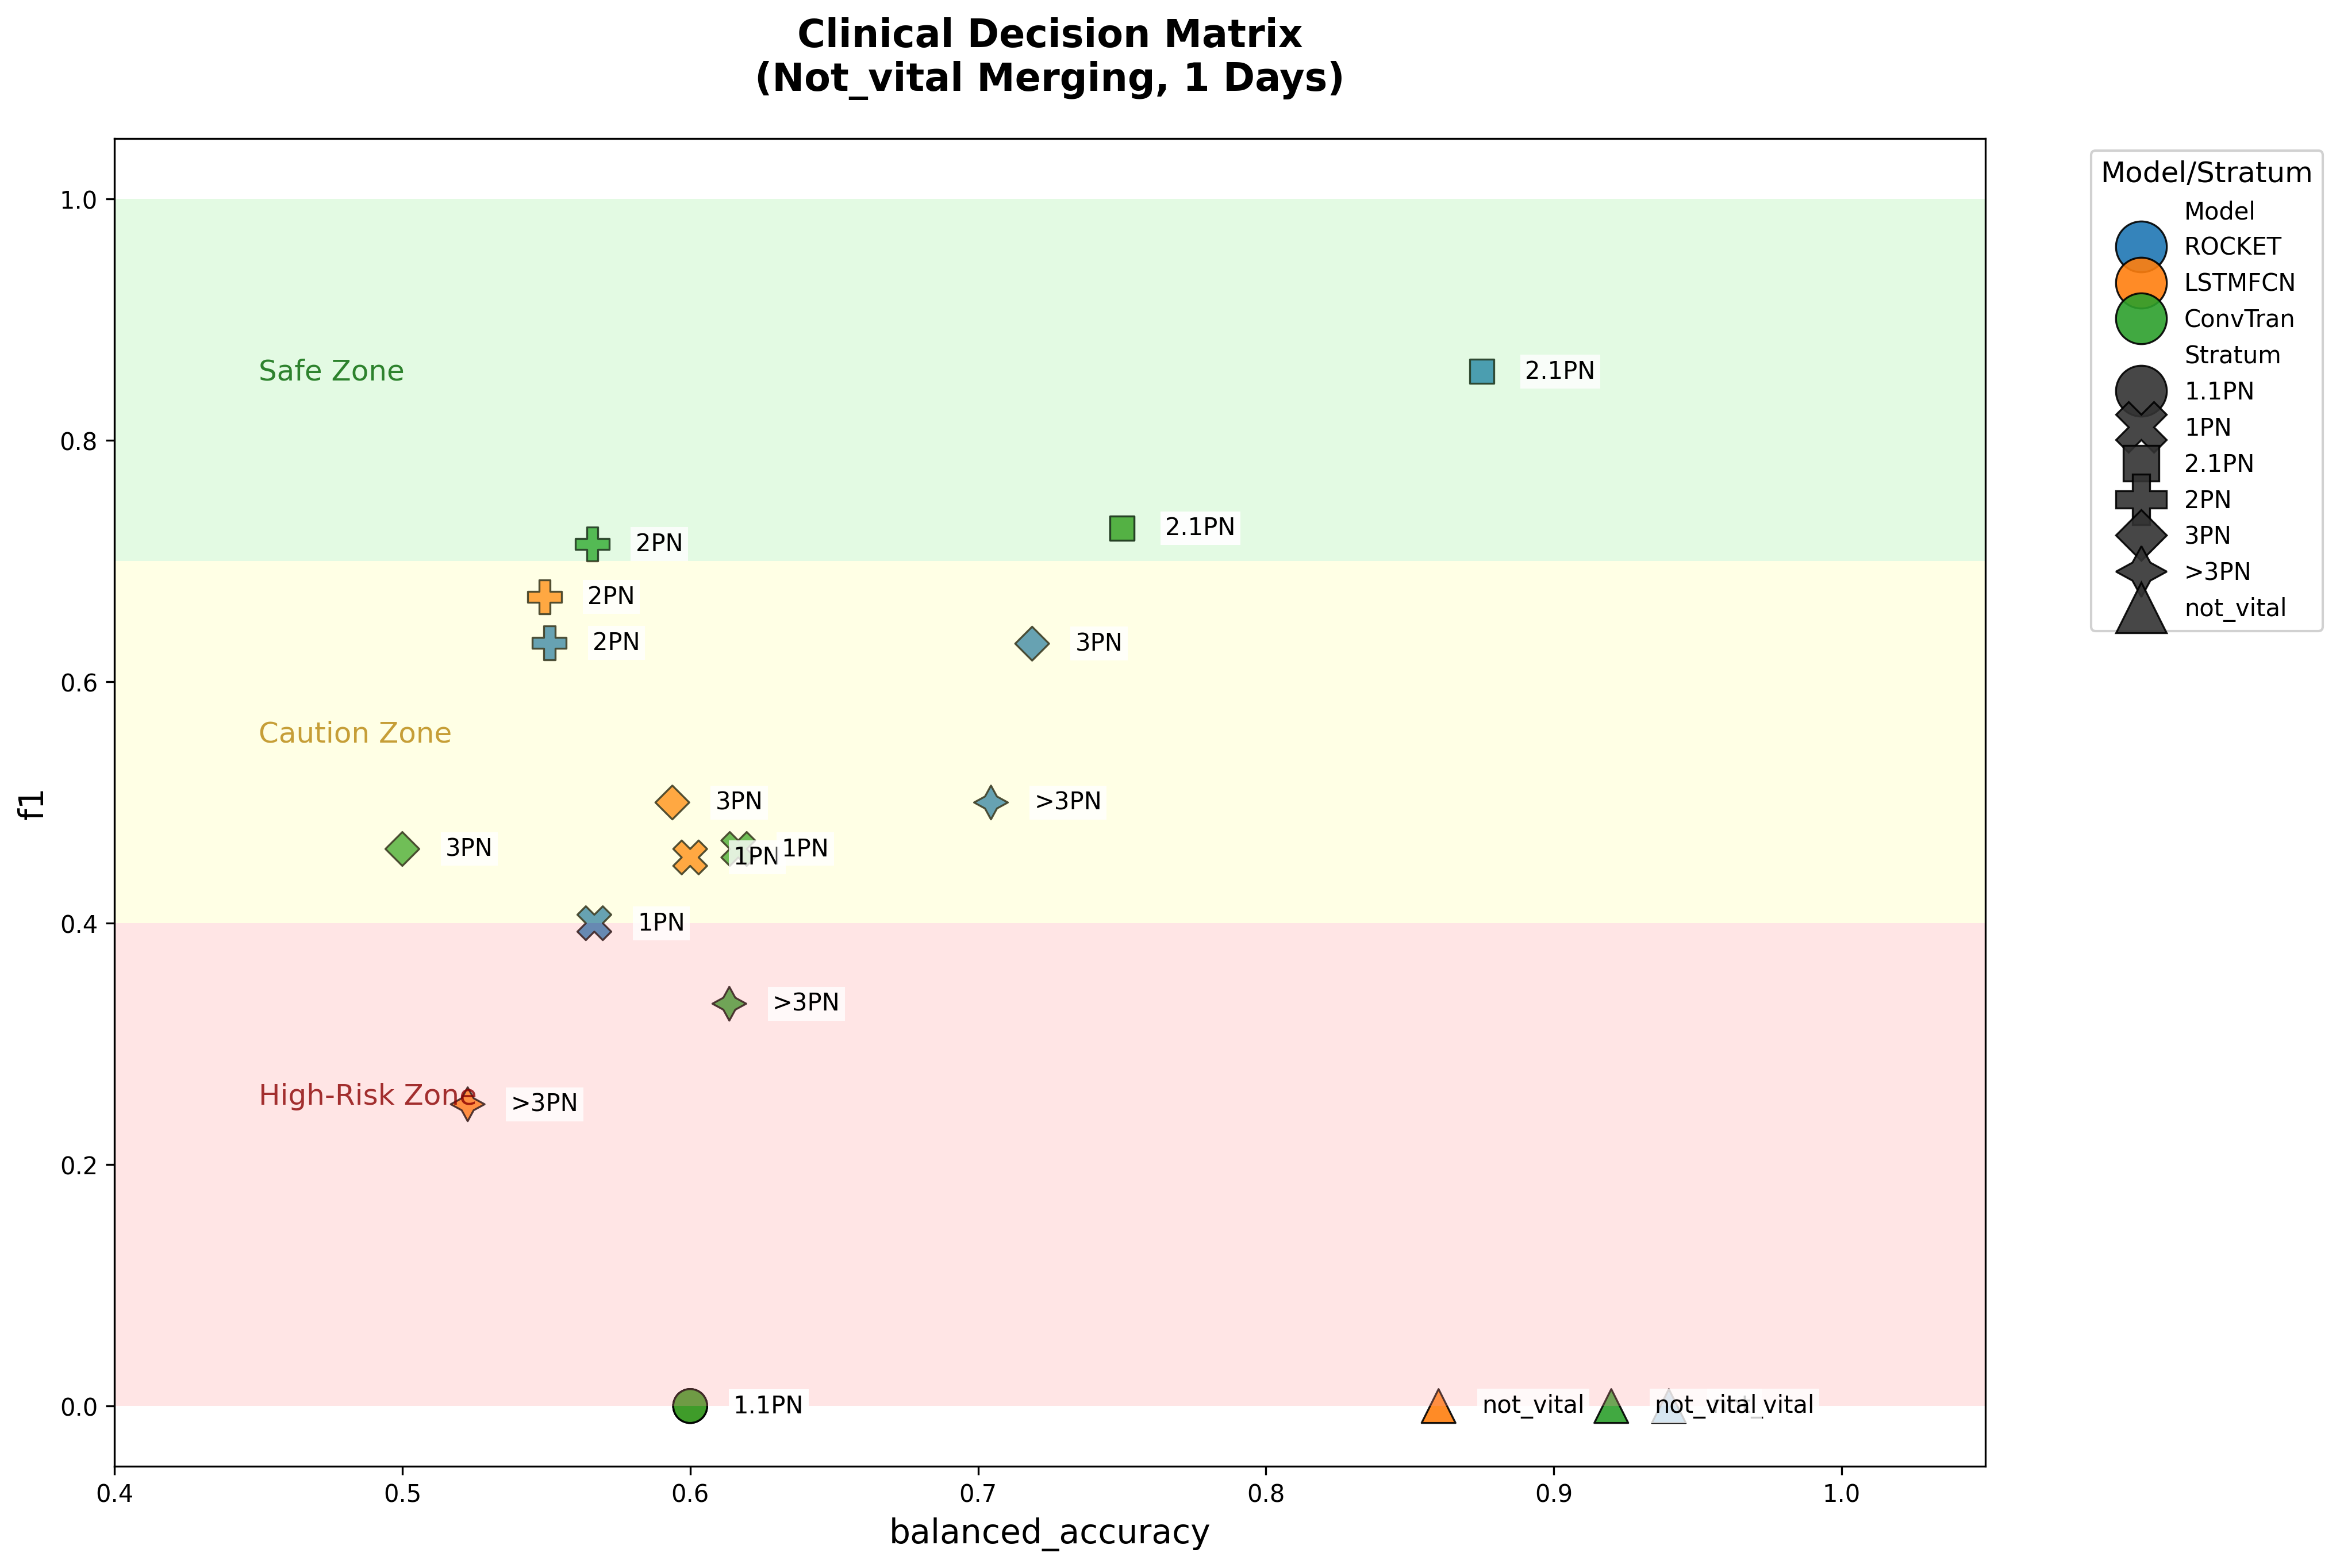 Clinical Decision Matrix
(Not_vital Merging, 1 Days)
f1
1.0
0.8
0.6
0.4
0.2
0.0
Safe Zone
2.1PN
2.1PN
2PN
2PN
2PN
3PN
Caution Zone
3PN
>3PN
3PN
1PN
1PN
1PN
>3PN
High-Risk Zone
>3PN
1.1PN
not_vital
not_vital
_vital
0.4
0.5
0.6
0.7
0.8
0.9
1.0
balanced_accuracy
Model/Stratum
Model
ROCKET
LSTMFCN
ConvTran
Stratum
1.1PN
1PN
2.1PN
2PN
3PN
>3PN
not_vital